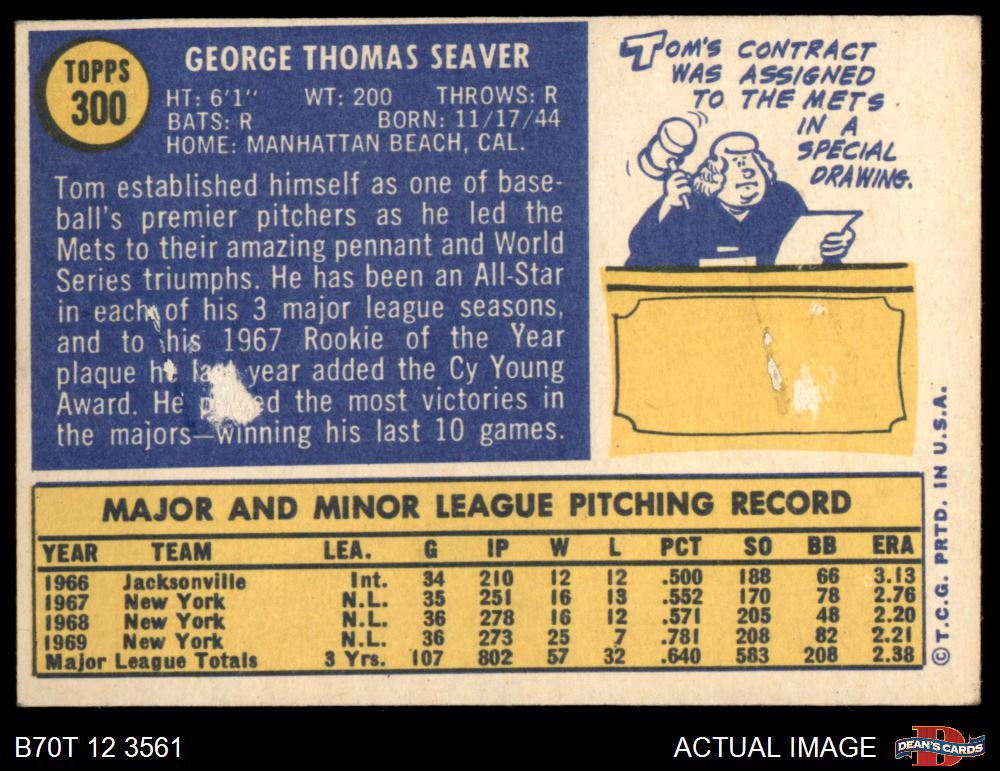 TOPPS
300
GEORGE THOMAS SEAVER
HT: 6'1" WT: 200 THROWS: R
BATS: R BORN: 11/17/44
HOME: MANHATTAN BEACH, CAL.
Tom established himself as one of base-
ball's premier pitchers as he led the
Mets to their amazing pennant and World
Series triumphs. He has been an All-Star
in each of his 3 major league seasons,
and to his 1967 Rookie of the Year
plaque he last year added the Cy Young
Award. He the most victories in
the majors—winning his last 10 games.
TOM'S CONTRACT
WAS ASSIGNED
TO THE METS
IN A
SPECIAL
DRAWING.
MAJOR AND MINOR LEAGUE PITCHING RECORD
YEAR TEAM LEA. G IP W L PCT SO BB ERA
1966 Jacksonville Int. 34 210 12 12 .500 188 66 3.13
1967 New York N.L. 35 251 16 13 .552 170 78 2.76
1968 New York N.L. 36 278 16 12 .571 205 48 2.20
1969 New York N.L. 36 273 25 7 .781 208 82 2.21
Major League Totals 3 Yrs. 107 802 57 32 .640 583 208 2.38
© T.C.G. PRTD. IN U.S.A.
B70T 12 3561
ACTUAL IMAGE
D
DEAN'S CARDS